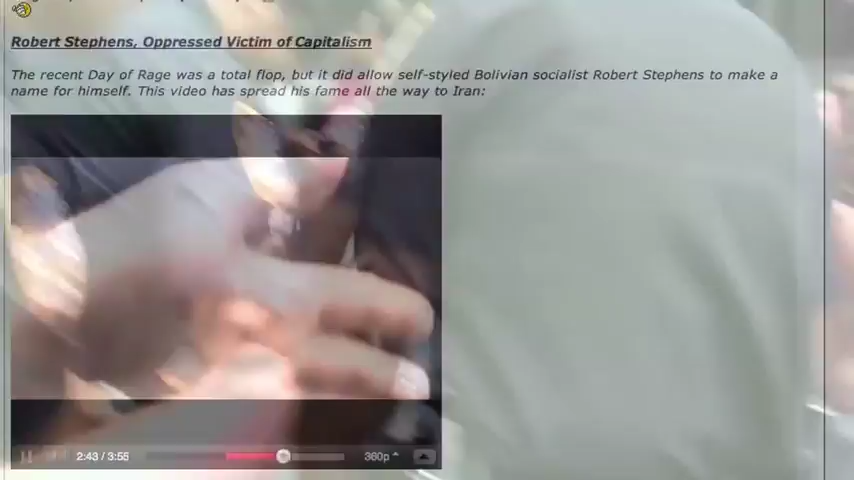 Robert Stephens, Oppressed Victim of Capitalism
The recent Day of Rage was a total flop, but it did allow self-styled Bolivian socialist Robert Stephens to make a
name for himself. This video has spread his fame all the way to Iran:
2:43 / 3:55
360p